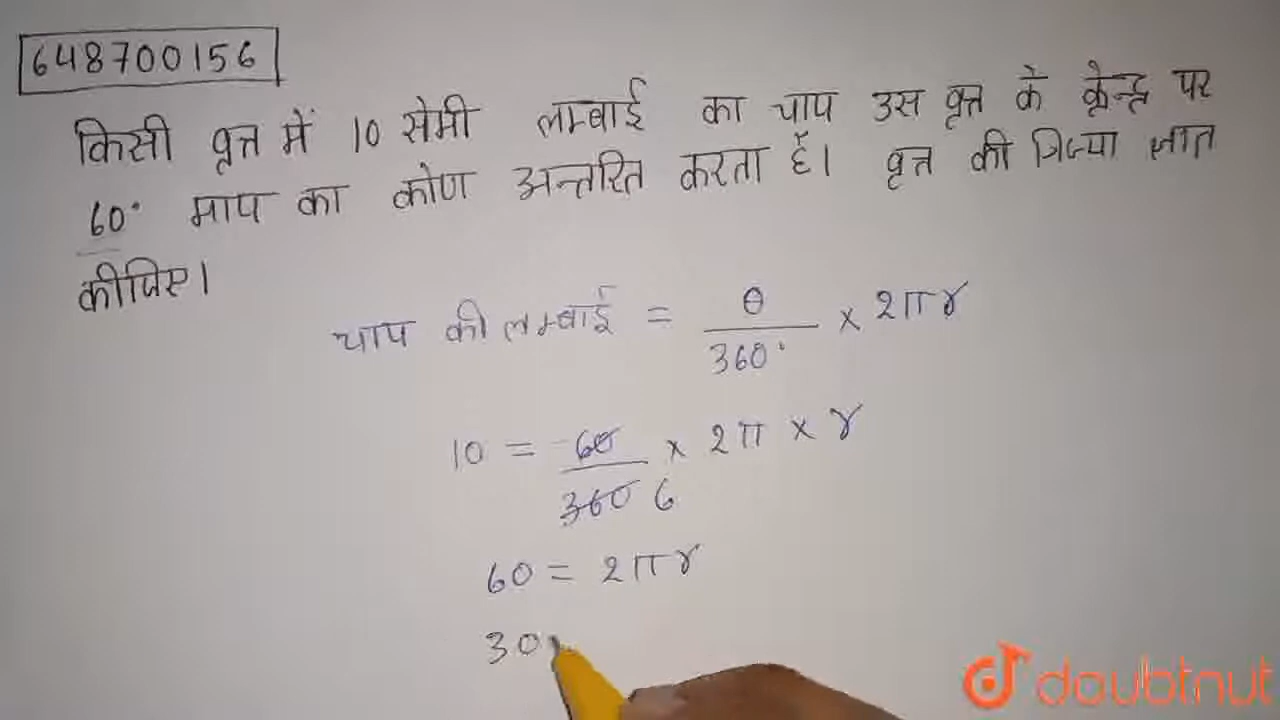 648700156
किसी वृत्त में 10 सेमी लम्बाई का चाप उस वृत्त के केन्द्र पर
60° माप का कोण अन्तरित करता है। वृत्त की त्रिज्या ज्ञात
कीजिए।
चाप की लम्बाई = θ/360° × 2πr
10 = 60/360 6 × 2π × r
60 = 2πr
30
doubtnut